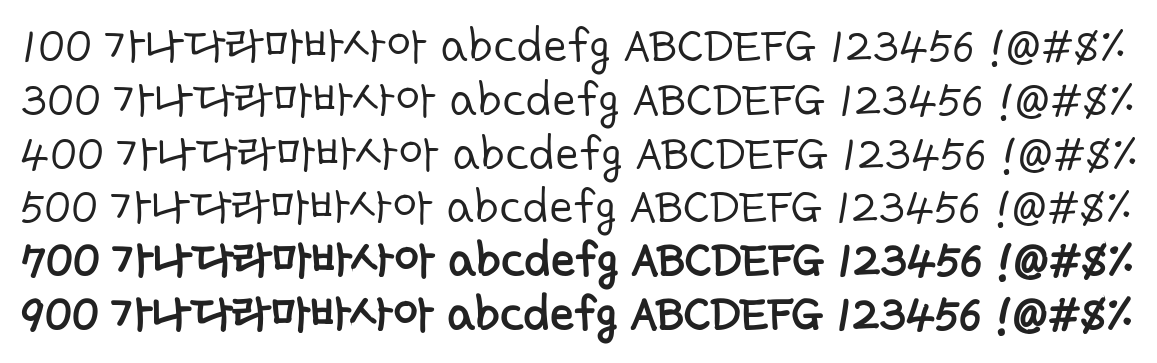 100 가나다라마바사아 abcdefg ABCDEFG 123456 !@#$%
300 가나다라마바사아 abcdefg ABCDEFG 123456 !@#$%
400 가나다라마바사아 abcdefg ABCDEFG 123456 !@#$%
500 가나다라마바사아 abcdefg ABCDEFG 123456 !@#$%
700 가나다라마바사아 abcdefg ABCDEFG 123456 !@#$%
900 가나다라마바사아 abcdefg ABCDEFG 123456 !@#$%